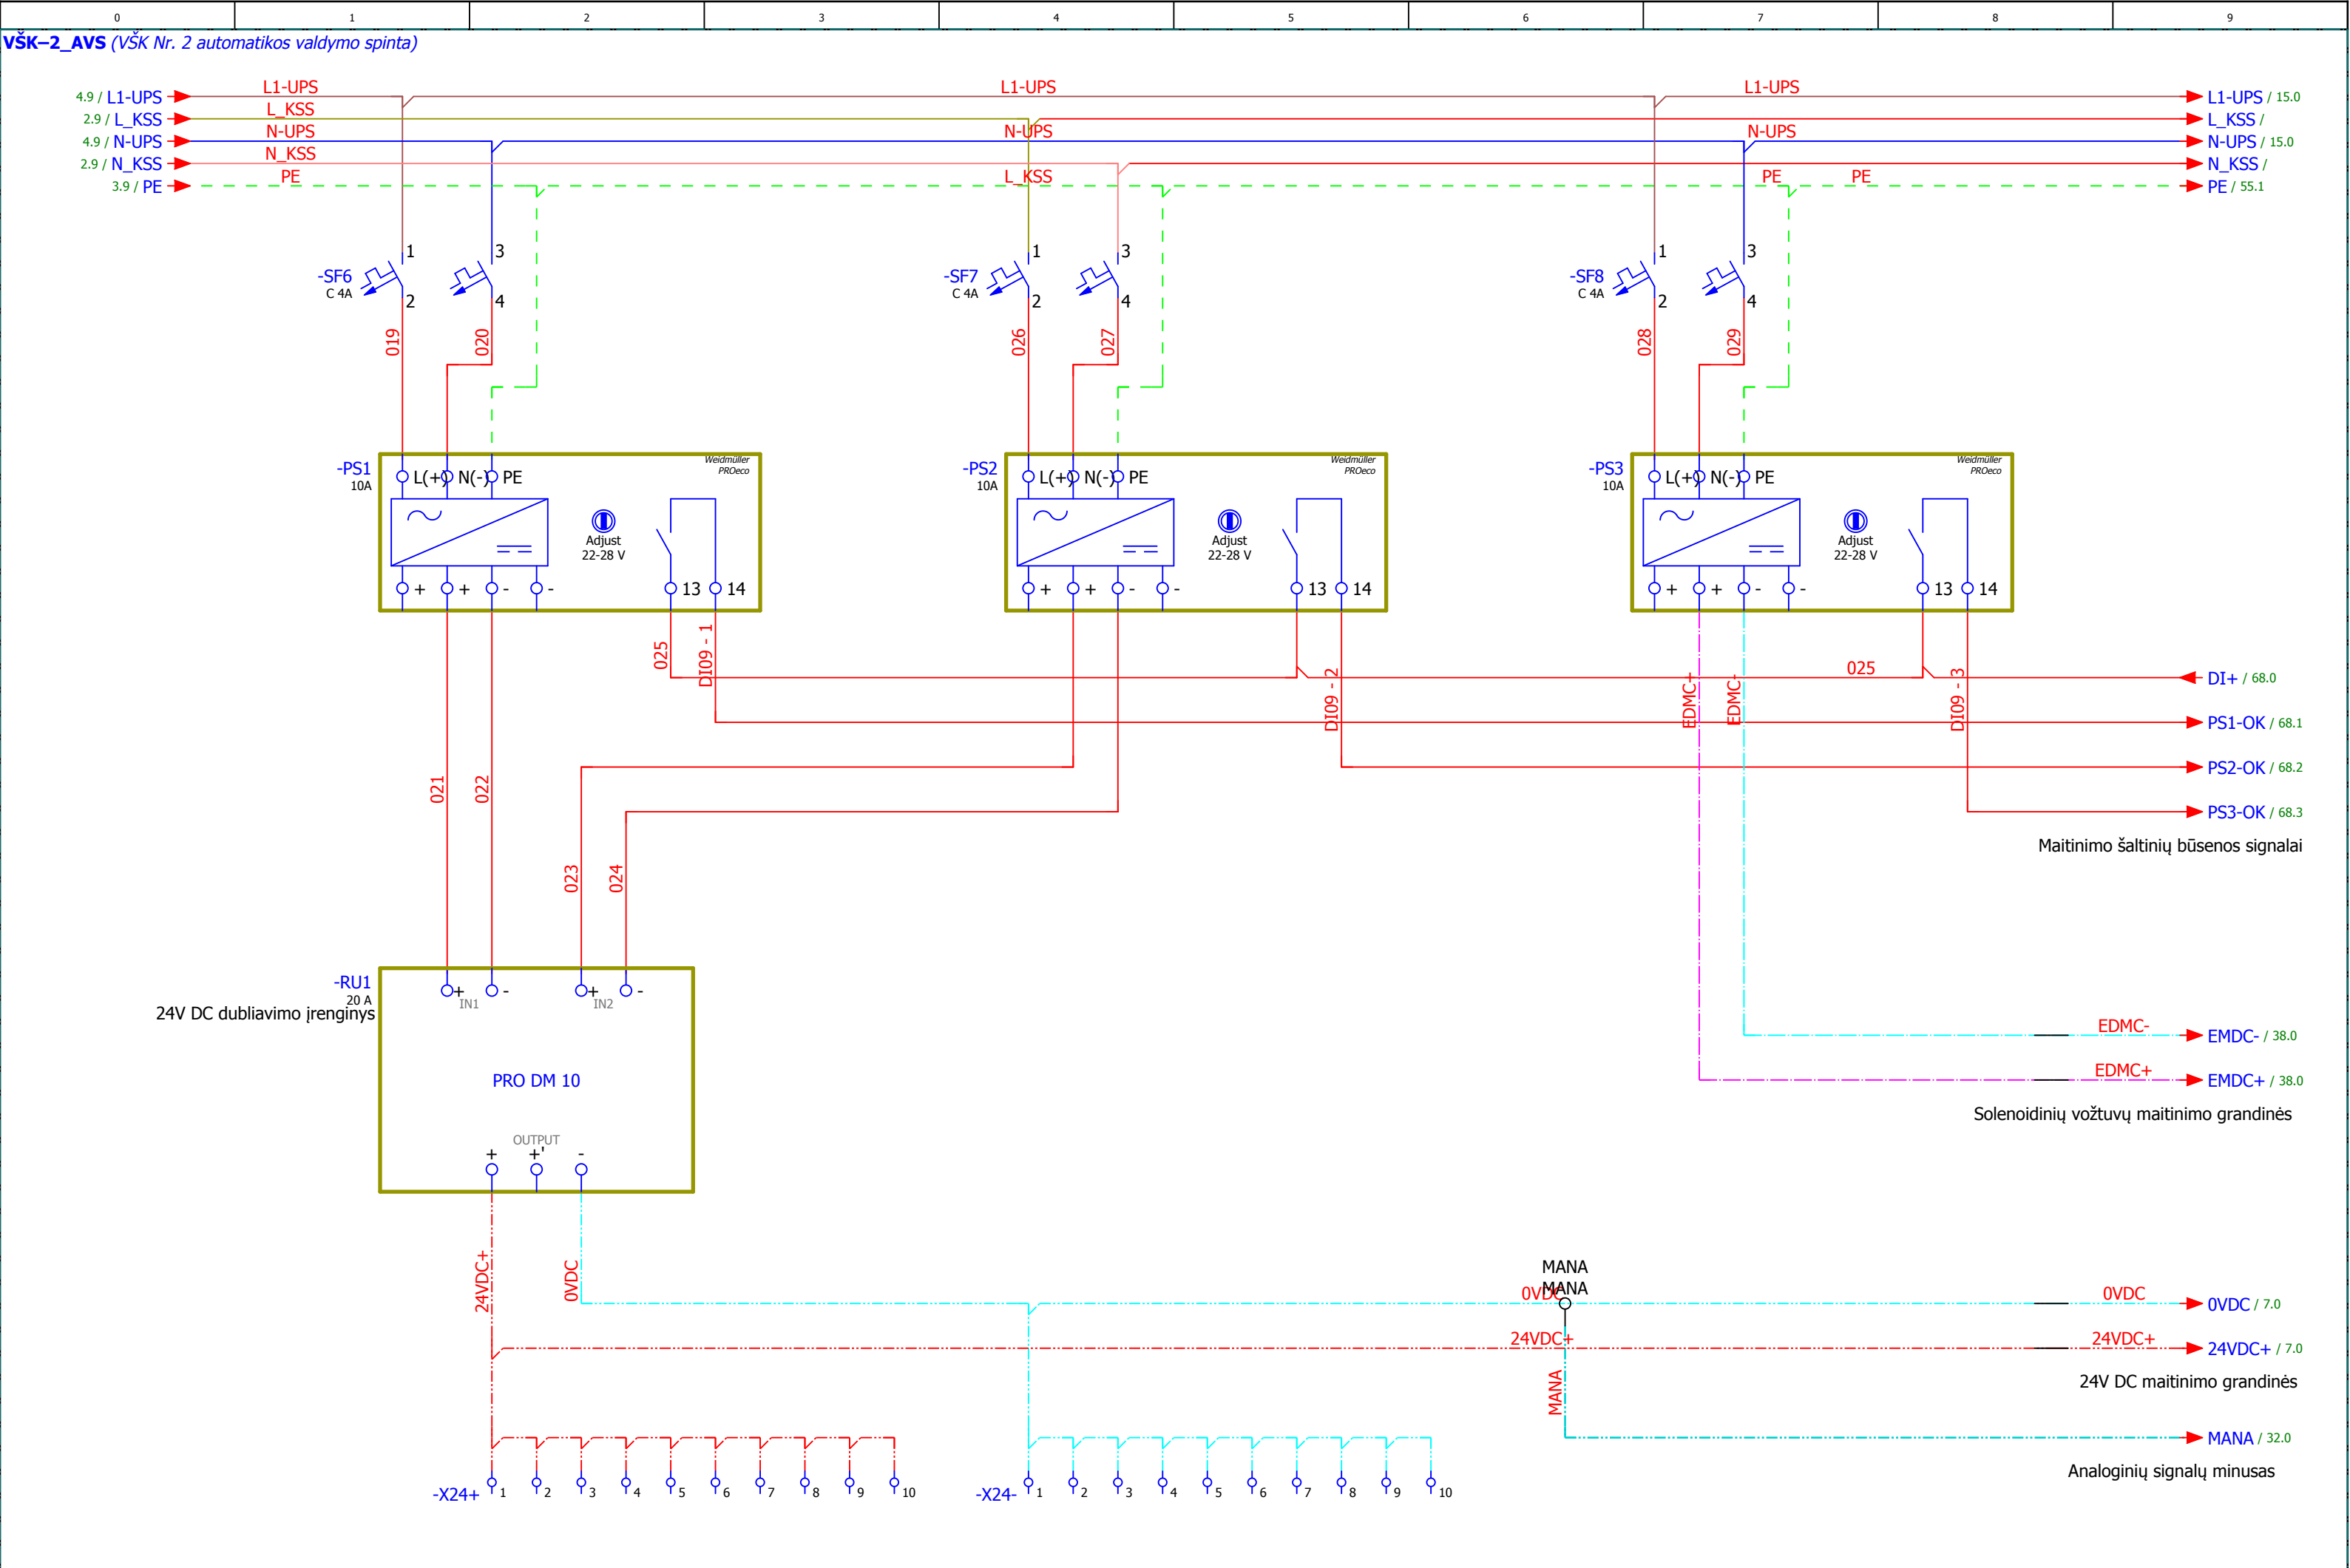 0 1 2 3 4 5 6 7 8 9
VŠK–2_AVS (VŠK Nr. 2 automatikos valdymo spinta)
4.9 / L1-UPS L1-UPS L1-UPS L1-UPS L1-UPS / 15.0
2.9 / L_KSS L_KSS L_KSS /
4.9 / N-UPS N-UPS N-UPS N-UPS N-UPS / 15.0
2.9 / N_KSS N_KSS N_KSS /
3.9 / PE PE L_KSS PE PE PE / 55.1
1 3 1 3 1 3
-SF6 -SF7 -SF8
C 4A C 4A C 4A
2 4 2 4 2 4
019 020 026 027 028 029
Weidmüller Weidmüller Weidmüller
PROeco PROeco PROeco
-PS1 L(+) N(-) PE -PS2 L(+) N(-) PE -PS3 L(+) N(-) PE
10A 10A 10A
Adjust Adjust Adjust
22-28 V 22-28 V 22-28 V
+ + - - 13 14 + + - - 13 14 + + - - 13 14
025 DI09 - 1 DI09 - 2 EDMC+ EDMC- 025 DI09 - 3
DI+ / 68.0
PS1-OK / 68.1
PS2-OK / 68.2
021 022
PS3-OK / 68.3
Maitinimo šaltinių būsenos signalai
023 024
-RU1 + - + -
20 A IN1 IN2
24V DC dubliavimo įrenginys
EDMC- EMDC- / 38.0
PRO DM 10
EDMC+ EMDC+ / 38.0
Solenoidinių vožtuvų maitinimo grandinės
OUTPUT
+ +' -
24VDC+ 0VDC
MANA
MANA
0VDC 0VDC 0VDC / 7.0
24VDC+ 24VDC+ 24VDC+ / 7.0
24V DC maitinimo grandinės
MANA
MANA / 32.0
Analoginių signalų minusas
-X24+ 1 2 3 4 5 6 7 8 9 10 -X24- 1 2 3 4 5 6 7 8 9 10